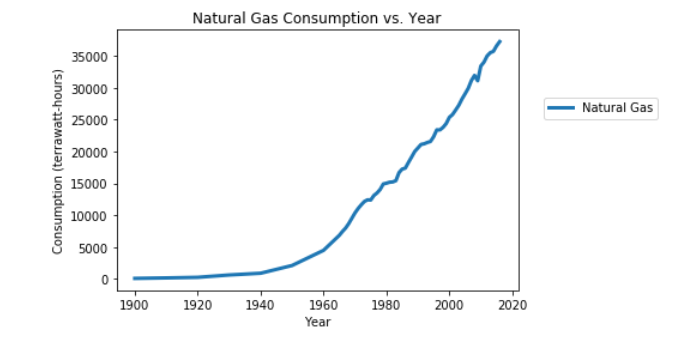 Natural Gas Consumption vs. Year
35000
30000
25000
20000
15000
10000
5000
0
Consumption (terrawatt-hours)
1900 1920 1940 1960 1980 2000 2020
Year
Natural Gas